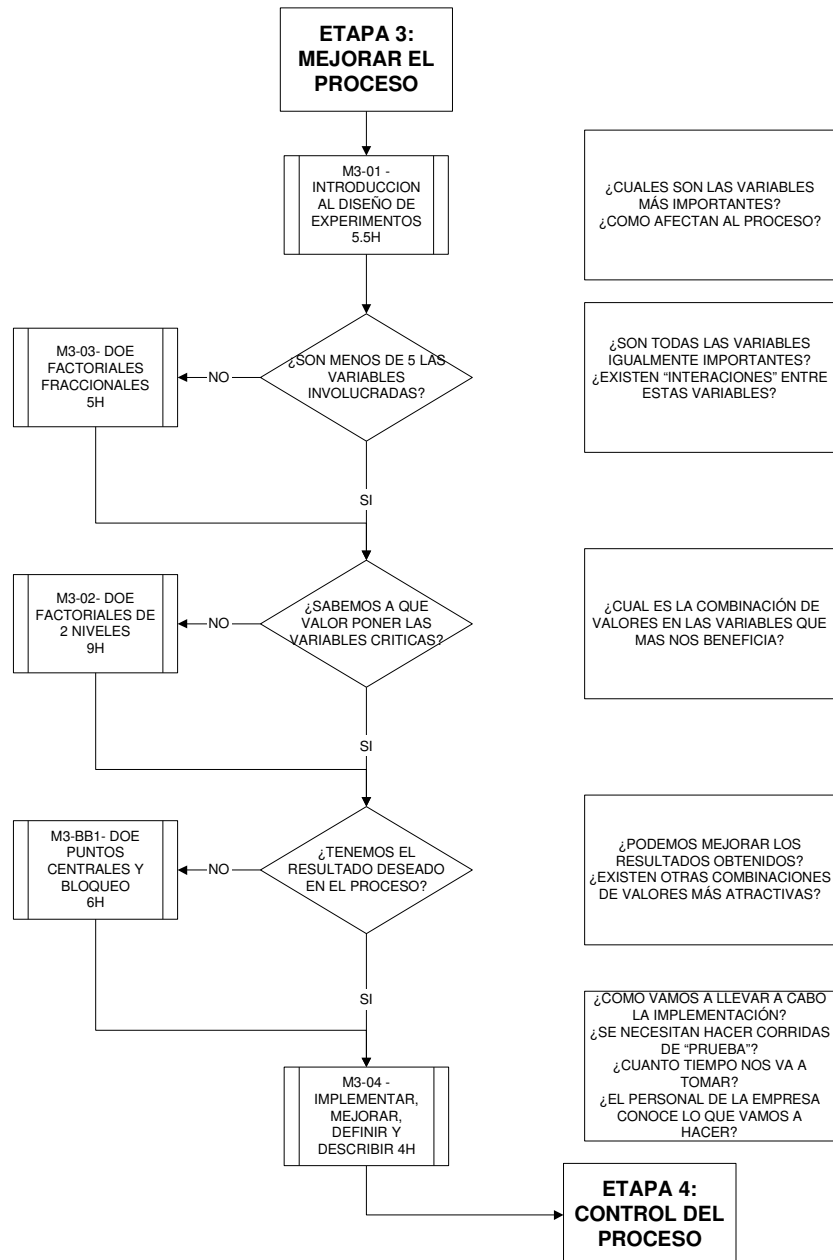 ETAPA 3:
MEJORAR EL
PROCESO
M3-01 -
INTRODUCCION
AL DISEÑO DE
EXPERIMENTOS
5.5H
¿CUALES SON LAS VARIABLES
MÁS IMPORTANTES?
¿COMO AFECTAN AL PROCESO?
M3-03- DOE
FACTORIALES
FRACCIONALES
5H
NO
¿SON MENOS DE 5 LAS
VARIABLES
INVOLUCRADAS?
¿SON TODAS LAS VARIABLES
IGUALMENTE IMPORTANTES?
¿EXISTEN “INTERACIONES” ENTRE
ESTAS VARIABLES?
SI
M3-02- DOE
FACTORIALES DE
2 NIVELES
9H
NO
¿SABEMOS A QUE
VALOR PONER LAS
VARIABLES CRITICAS?
¿CUAL ES LA COMBINACIÓN DE
VALORES EN LAS VARIABLES QUE
MAS NOS BENEFICIA?
SI
M3-BB1- DOE
PUNTOS
CENTRALES Y
BLOQUEO
6H
NO
¿TENEMOS EL
RESULTADO DESEADO
EN EL PROCESO?
¿PODEMOS MEJORAR LOS
RESULTADOS OBTENIDOS?
¿EXISTEN OTRAS COMBINACIONES
DE VALORES MÁS ATRACTIVAS?
SI
M3-04 -
IMPLEMENTAR,
MEJORAR,
DEFINIR Y
DESCRIBIR 4H
¿COMO VAMOS A LLEVAR A CABO
LA IMPLEMENTACIÓN?
¿SE NECESITAN HACER CORRIDAS
DE “PRUEBA”?
¿CUANTO TIEMPO NOS VA A
TOMAR?
¿EL PERSONAL DE LA EMPRESA
CONOCE LO QUE VAMOS A
HACER?
ETAPA 4:
CONTROL DEL
PROCESO